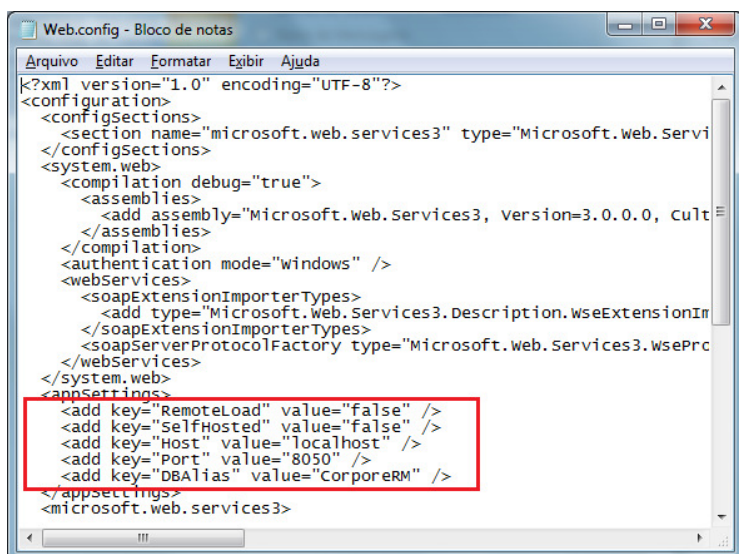 Web.config - Bloco de notas
Arquivo Editar Formatar Exibir Ajuda
<?xml version="1.0" encoding="UTF-8"?>
<configuration>
<configSections>
<section name="microsoft.web.services3" type="Microsoft.Web.Servi
</configSections>
<system.web>
<compilation debug="true">
<assemblies>
<add assembly="Microsoft.Web.Services3, Version=3.0.0.0, Cult
</assemblies>
</compilation>
<authentication mode="Windows" />
<webServices>
<soapExtensionImporterTypes>
<add type="Microsoft.Web.Services3.Description.WseExtensionIm
</soapExtensionImporterTypes>
<soapServerProtocolFactory type="Microsoft.Web.Services3.WsePro
</webServices>
</system.web>
<appSettings>
<add key="RemoteLoad" value="false" />
<add key="SelfHosted" value="false" />
<add key="Host" value="localhost" />
<add key="Port" value="8050" />
<add key="DBAlias" value="CorporeRM" />
</appSettings>
<microsoft.web.services3>